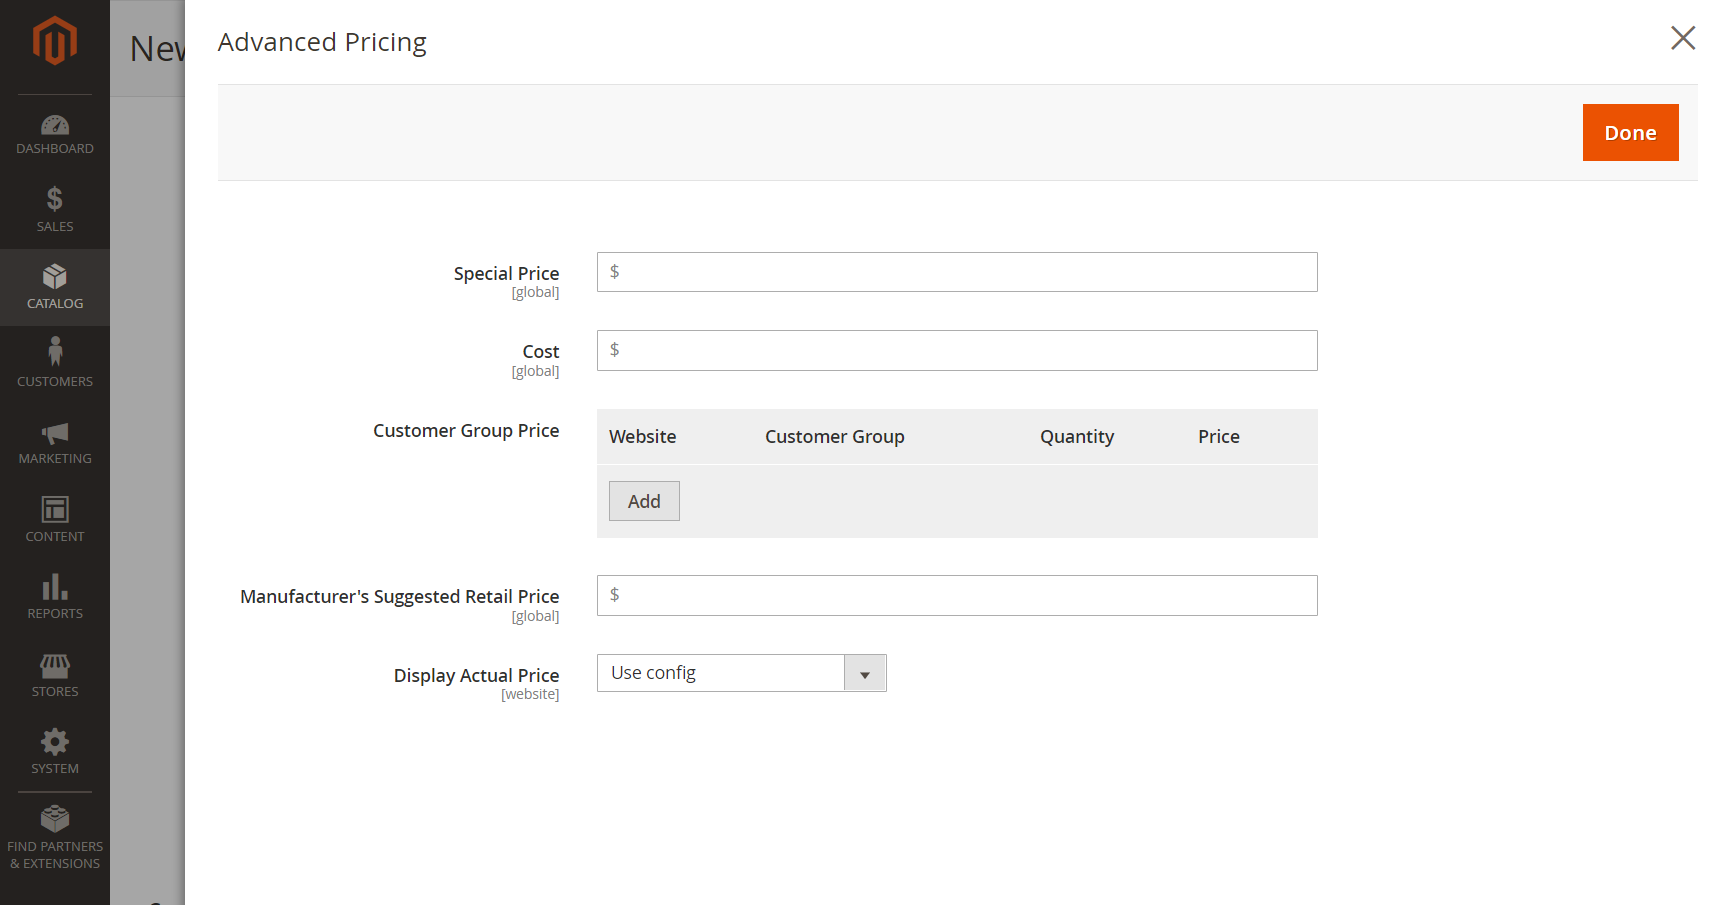 New
Advanced Pricing
Done
DASHBOARD
$
SALES
CATALOG
CUSTOMERS
MARKETING
CONTENT
REPORTS
STORES
SYSTEM
FIND PARTNERS
& EXTENSIONS
Special Price
[global]
$
Cost
[global]
$
Customer Group Price
Website Customer Group Quantity Price
Add
Manufacturer's Suggested Retail Price
[global]
$
Display Actual Price
[website]
Use config